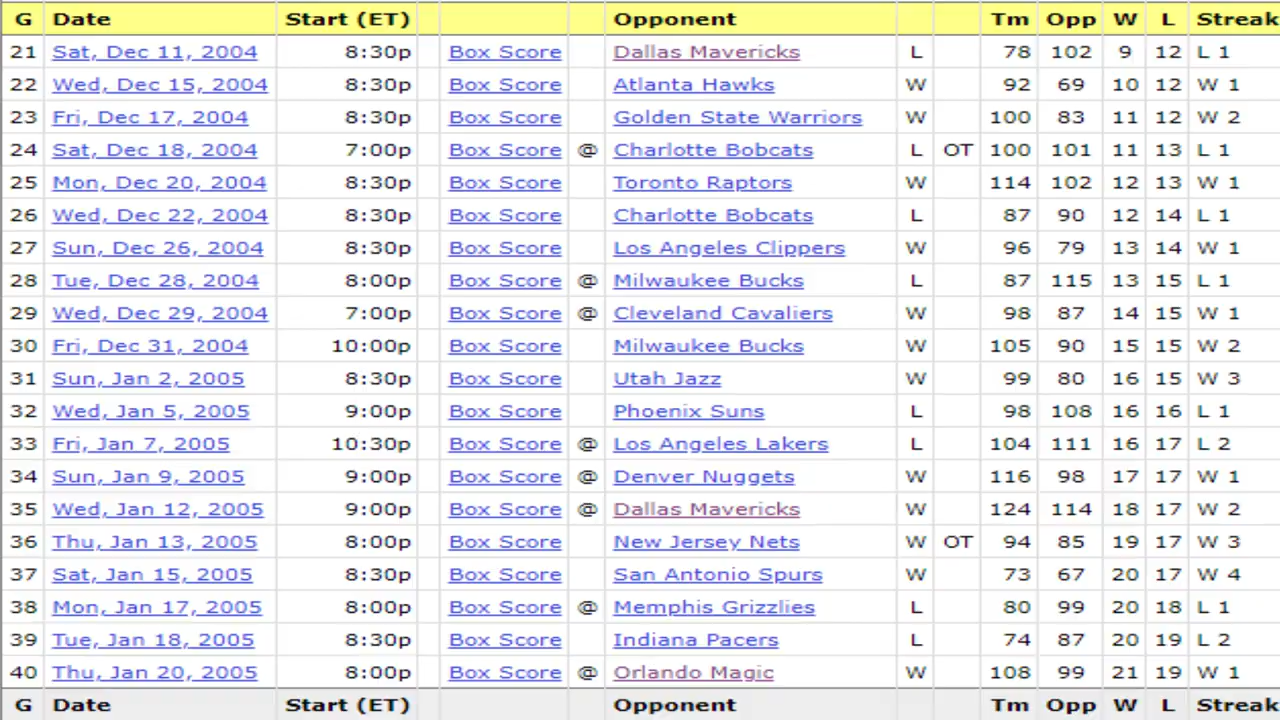 G Date Start (ET) Opponent Tm Opp W L Streak
21 Sat, Dec 11, 2004 8:30p Box Score Dallas Mavericks L 78 102 9 12 L 1
22 Wed, Dec 15, 2004 8:30p Box Score Atlanta Hawks W 92 69 10 12 W 1
23 Fri, Dec 17, 2004 8:30p Box Score Golden State Warriors W 100 83 11 12 W 2
24 Sat, Dec 18, 2004 7:00p Box Score @ Charlotte Bobcats L OT 100 101 11 13 L 1
25 Mon, Dec 20, 2004 8:30p Box Score Toronto Raptors W 114 102 12 13 W 1
26 Wed, Dec 22, 2004 8:30p Box Score Charlotte Bobcats L 87 90 12 14 L 1
27 Sun, Dec 26, 2004 8:30p Box Score Los Angeles Clippers W 96 79 13 14 W 1
28 Tue, Dec 28, 2004 8:00p Box Score @ Milwaukee Bucks L 87 115 13 15 L 1
29 Wed, Dec 29, 2004 7:00p Box Score @ Cleveland Cavaliers W 98 87 14 15 W 1
30 Fri, Dec 31, 2004 10:00p Box Score Milwaukee Bucks W 105 90 15 15 W 2
31 Sun, Jan 2, 2005 8:30p Box Score Utah Jazz W 99 80 16 15 W 3
32 Wed, Jan 5, 2005 9:00p Box Score Phoenix Suns L 98 108 16 16 L 1
33 Fri, Jan 7, 2005 10:30p Box Score @ Los Angeles Lakers L 104 111 16 17 L 2
34 Sun, Jan 9, 2005 9:00p Box Score @ Denver Nuggets W 116 98 17 17 W 1
35 Wed, Jan 12, 2005 9:00p Box Score @ Dallas Mavericks W 124 114 18 17 W 2
36 Thu, Jan 13, 2005 8:00p Box Score New Jersey Nets W OT 94 85 19 17 W 3
37 Sat, Jan 15, 2005 8:30p Box Score San Antonio Spurs W 73 67 20 17 W 4
38 Mon, Jan 17, 2005 8:00p Box Score @ Memphis Grizzlies L 80 99 20 18 L 1
39 Tue, Jan 18, 2005 8:30p Box Score Indiana Pacers L 74 87 20 19 L 2
40 Thu, Jan 20, 2005 8:00p Box Score @ Orlando Magic W 108 99 21 19 W 1
G Date Start (ET) Opponent Tm Opp W L Streak